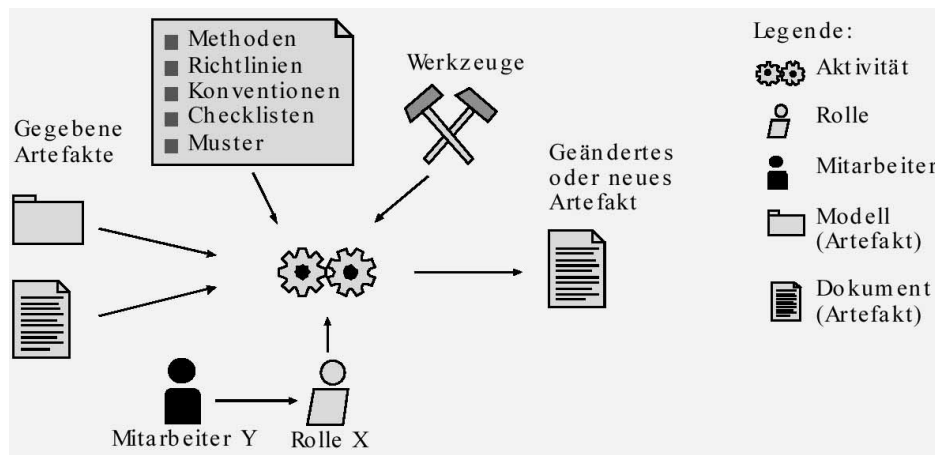 Methoden
Richtlinien
Konventionen
Checklisten
Muster
Werkzeuge
Gegebene
Artefakte
Geändertes
oder neues
Artefakt
Mitarbeiter Y
Rolle X
Legende:
Aktivität
Rolle
Mitarbeiter
Modell
(Artefakt)
Dokument
(Artefakt)